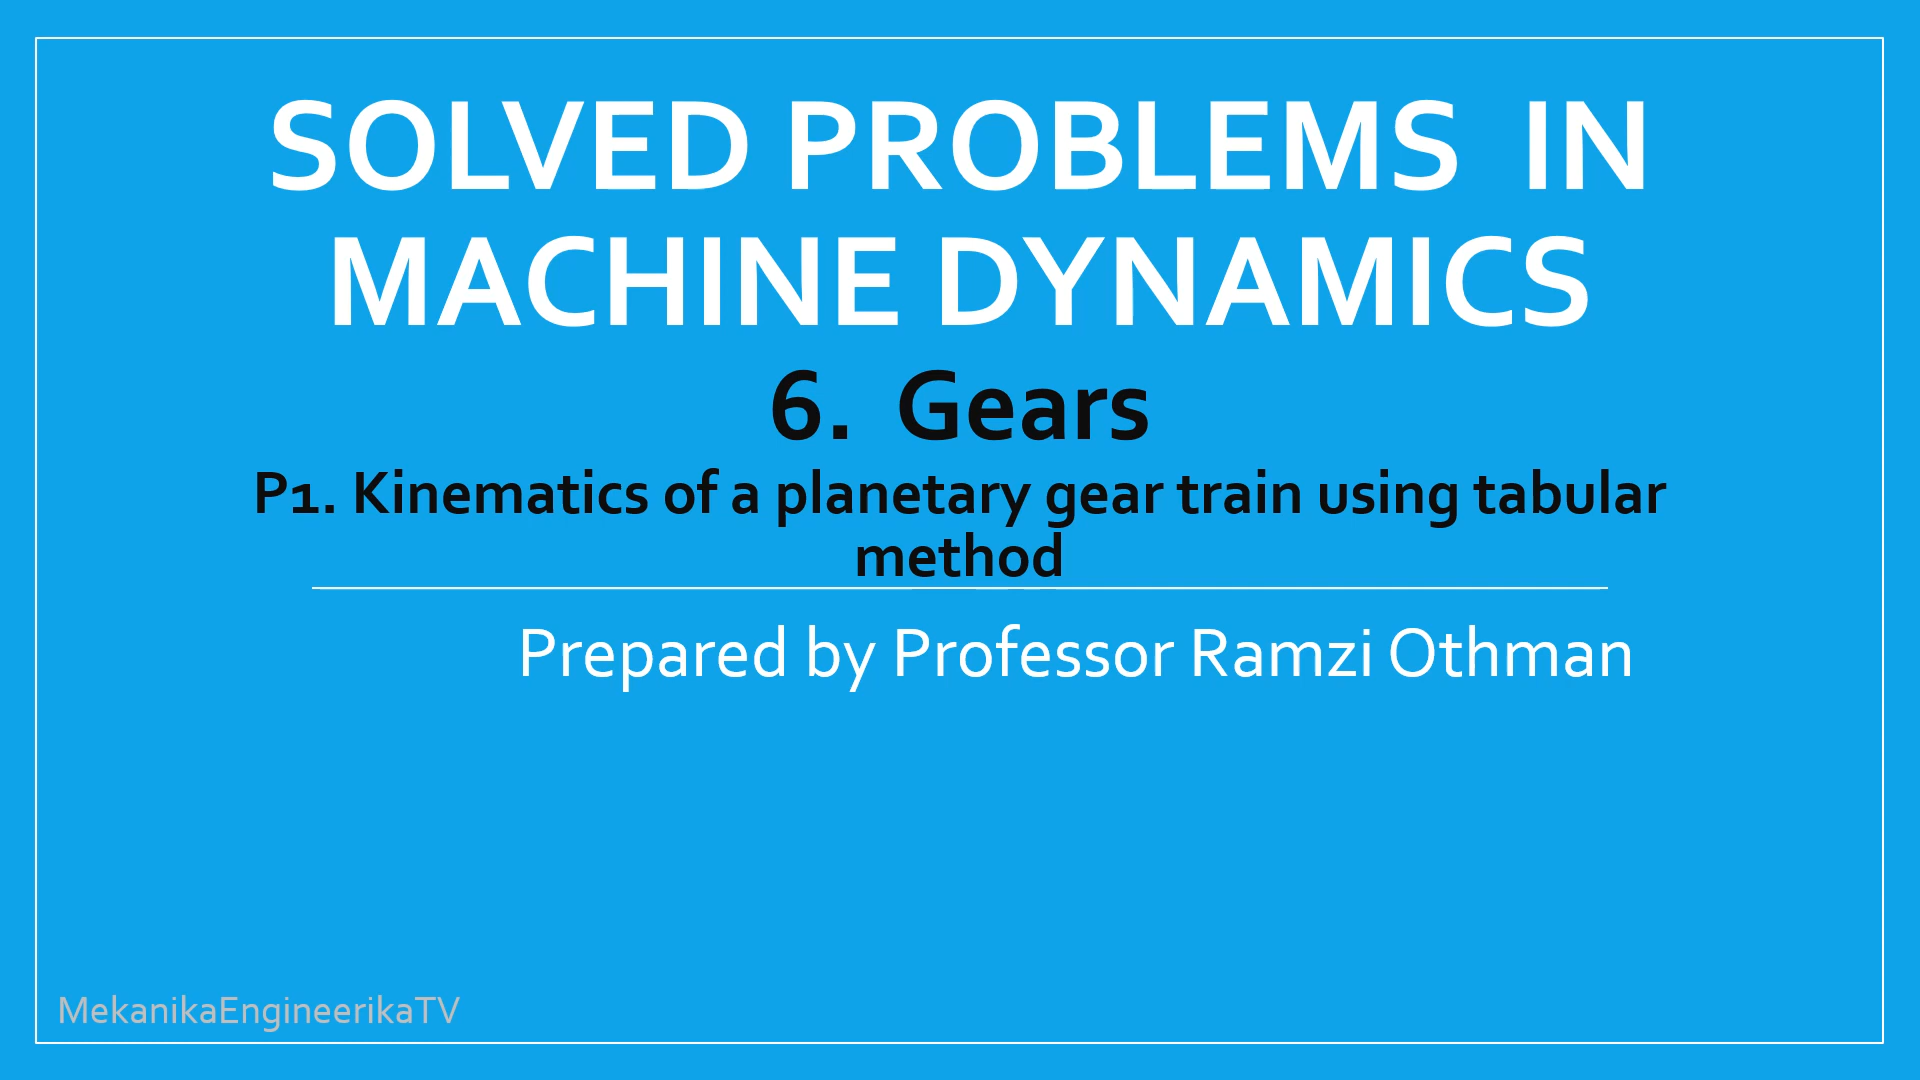 SOLVED PROBLEMS IN
MACHINE DYNAMICS
6. Gears
P1. Kinematics of a planetary gear train using tabular
method
Prepared by Professor Ramzi Othman
MekanikaEngineerikaTV